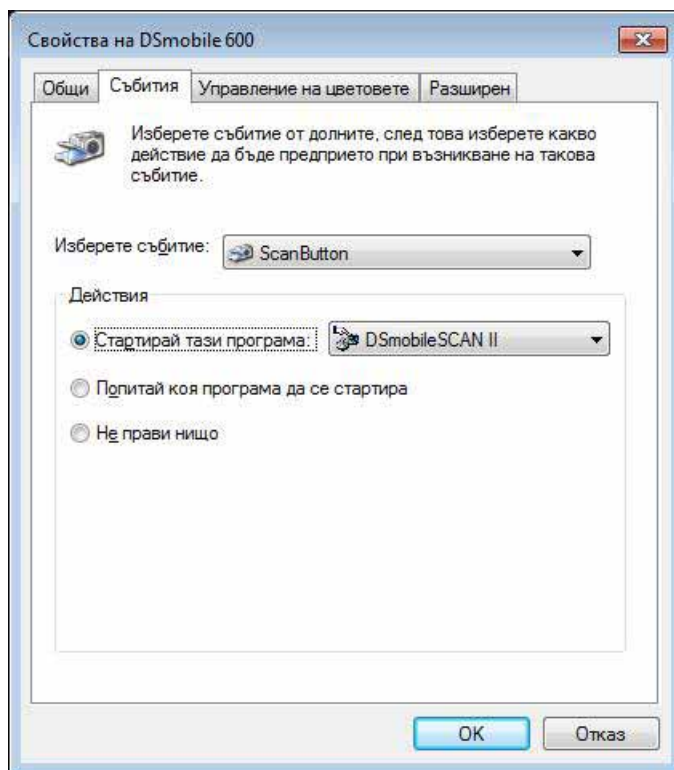 Свойства на DSmobile 600
Общи Събития Управление на цветовете Разширен
Изберете събитие от долните, след това изберете какво
действие да бъде предприето при възникване на такова
събитие.
Изберете събитие: ScanButton
Действия
Стартирай тази програма: DSmobileSCAN II
Попитай коя програма да се стартира
Не прави нищо
OK Отказ